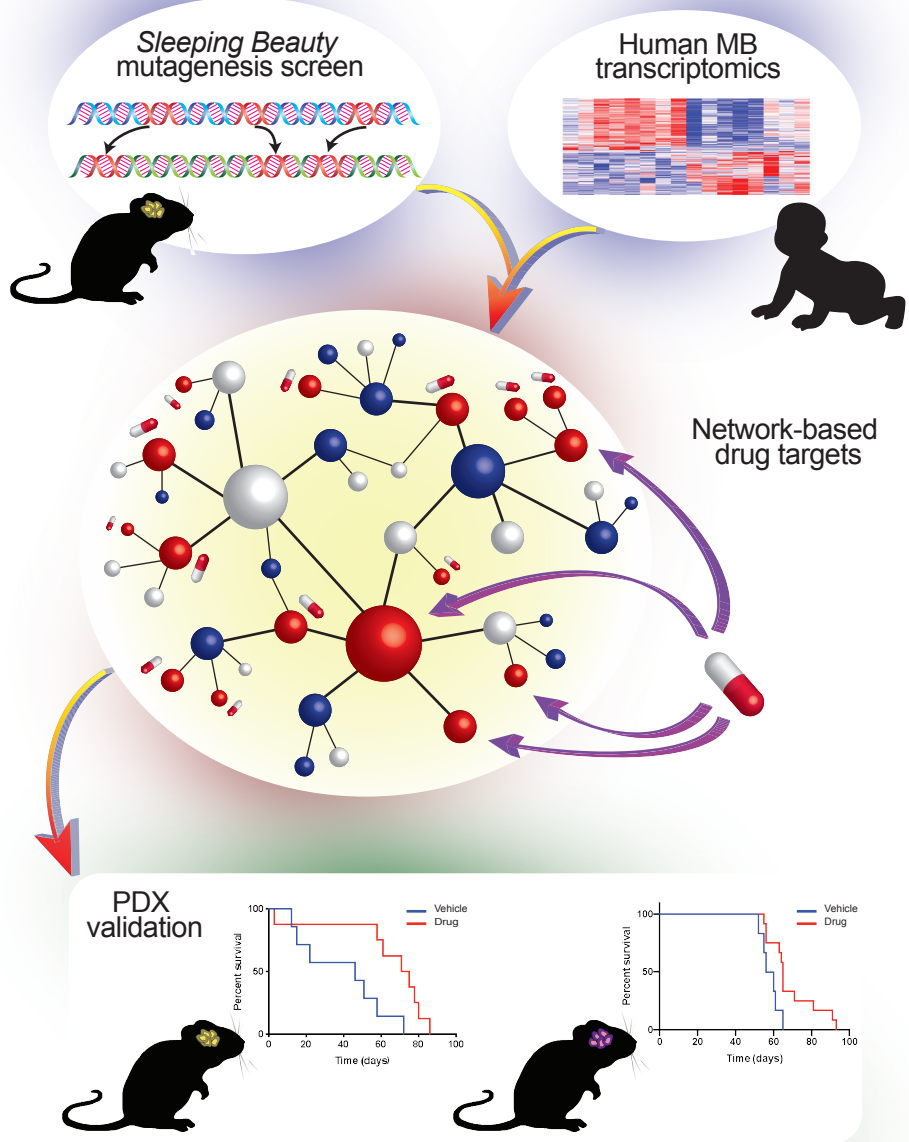 Sleeping Beauty
mutagenesis screen
Human MB
transcriptomics
Network-based
drug targets
PDX
validation
Percent survival
100
50
0
0
20
40
60
80
100
Time (days)
Vehicle
Drug
Percent survival
100
50
0
0
20
40
60
80
100
Time (days)
Vehicle
Drug